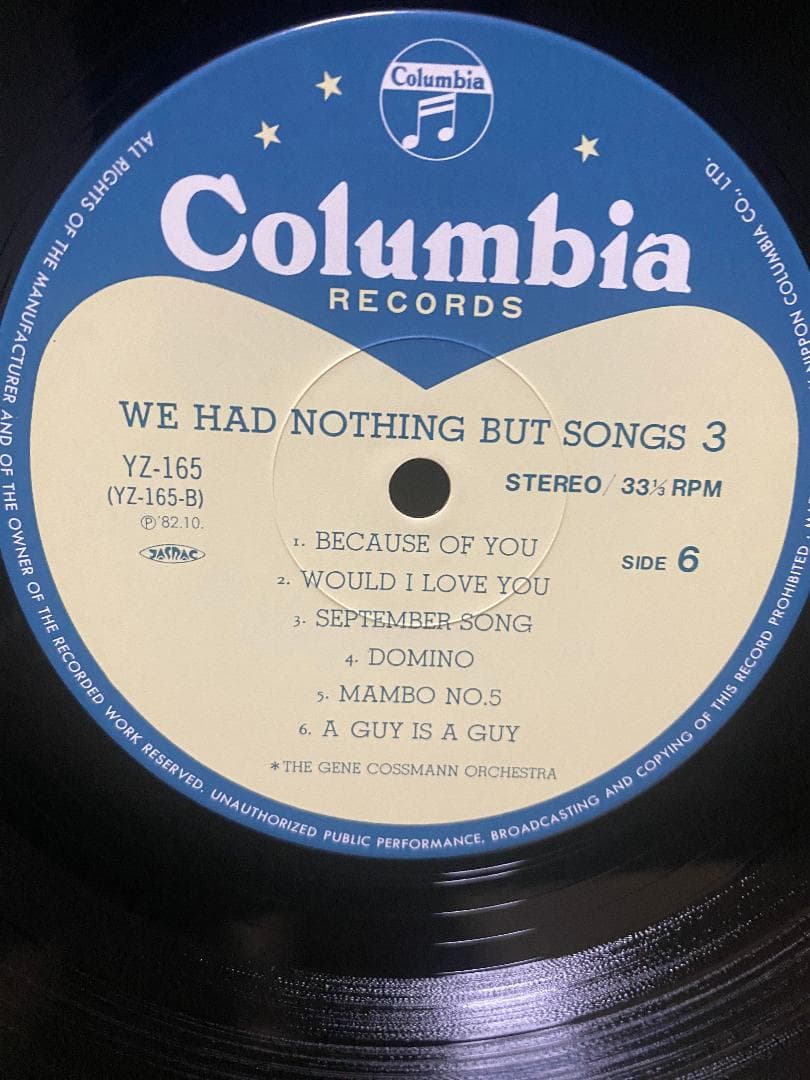 Columbia
Columbia
RECORDS
WE HAD NOTHING BUT SONGS 3
YZ-165
(YZ-165-B)
Ⓟ'82.10.
JASRAC
STEREO/33⅓ RPM
SIDE 6
1. BECAUSE OF YOU
2. WOULD I LOVE YOU
3. SEPTEMBER SONG
4. DOMINO
5. MAMBO NO.5
6. A GUY IS A GUY
*THE GENE COSSMANN ORCHESTRA
ALL RIGHTS OF THE MANUFACTURER AND OF THE OWNER OF THE RECORDED WORK RESERVED. UNAUTHORIZED PUBLIC PERFORMANCE, BROADCASTING AND COPYING OF THIS RECORD PROHIBITED. NIPPON COLUMBIA CO., LTD.